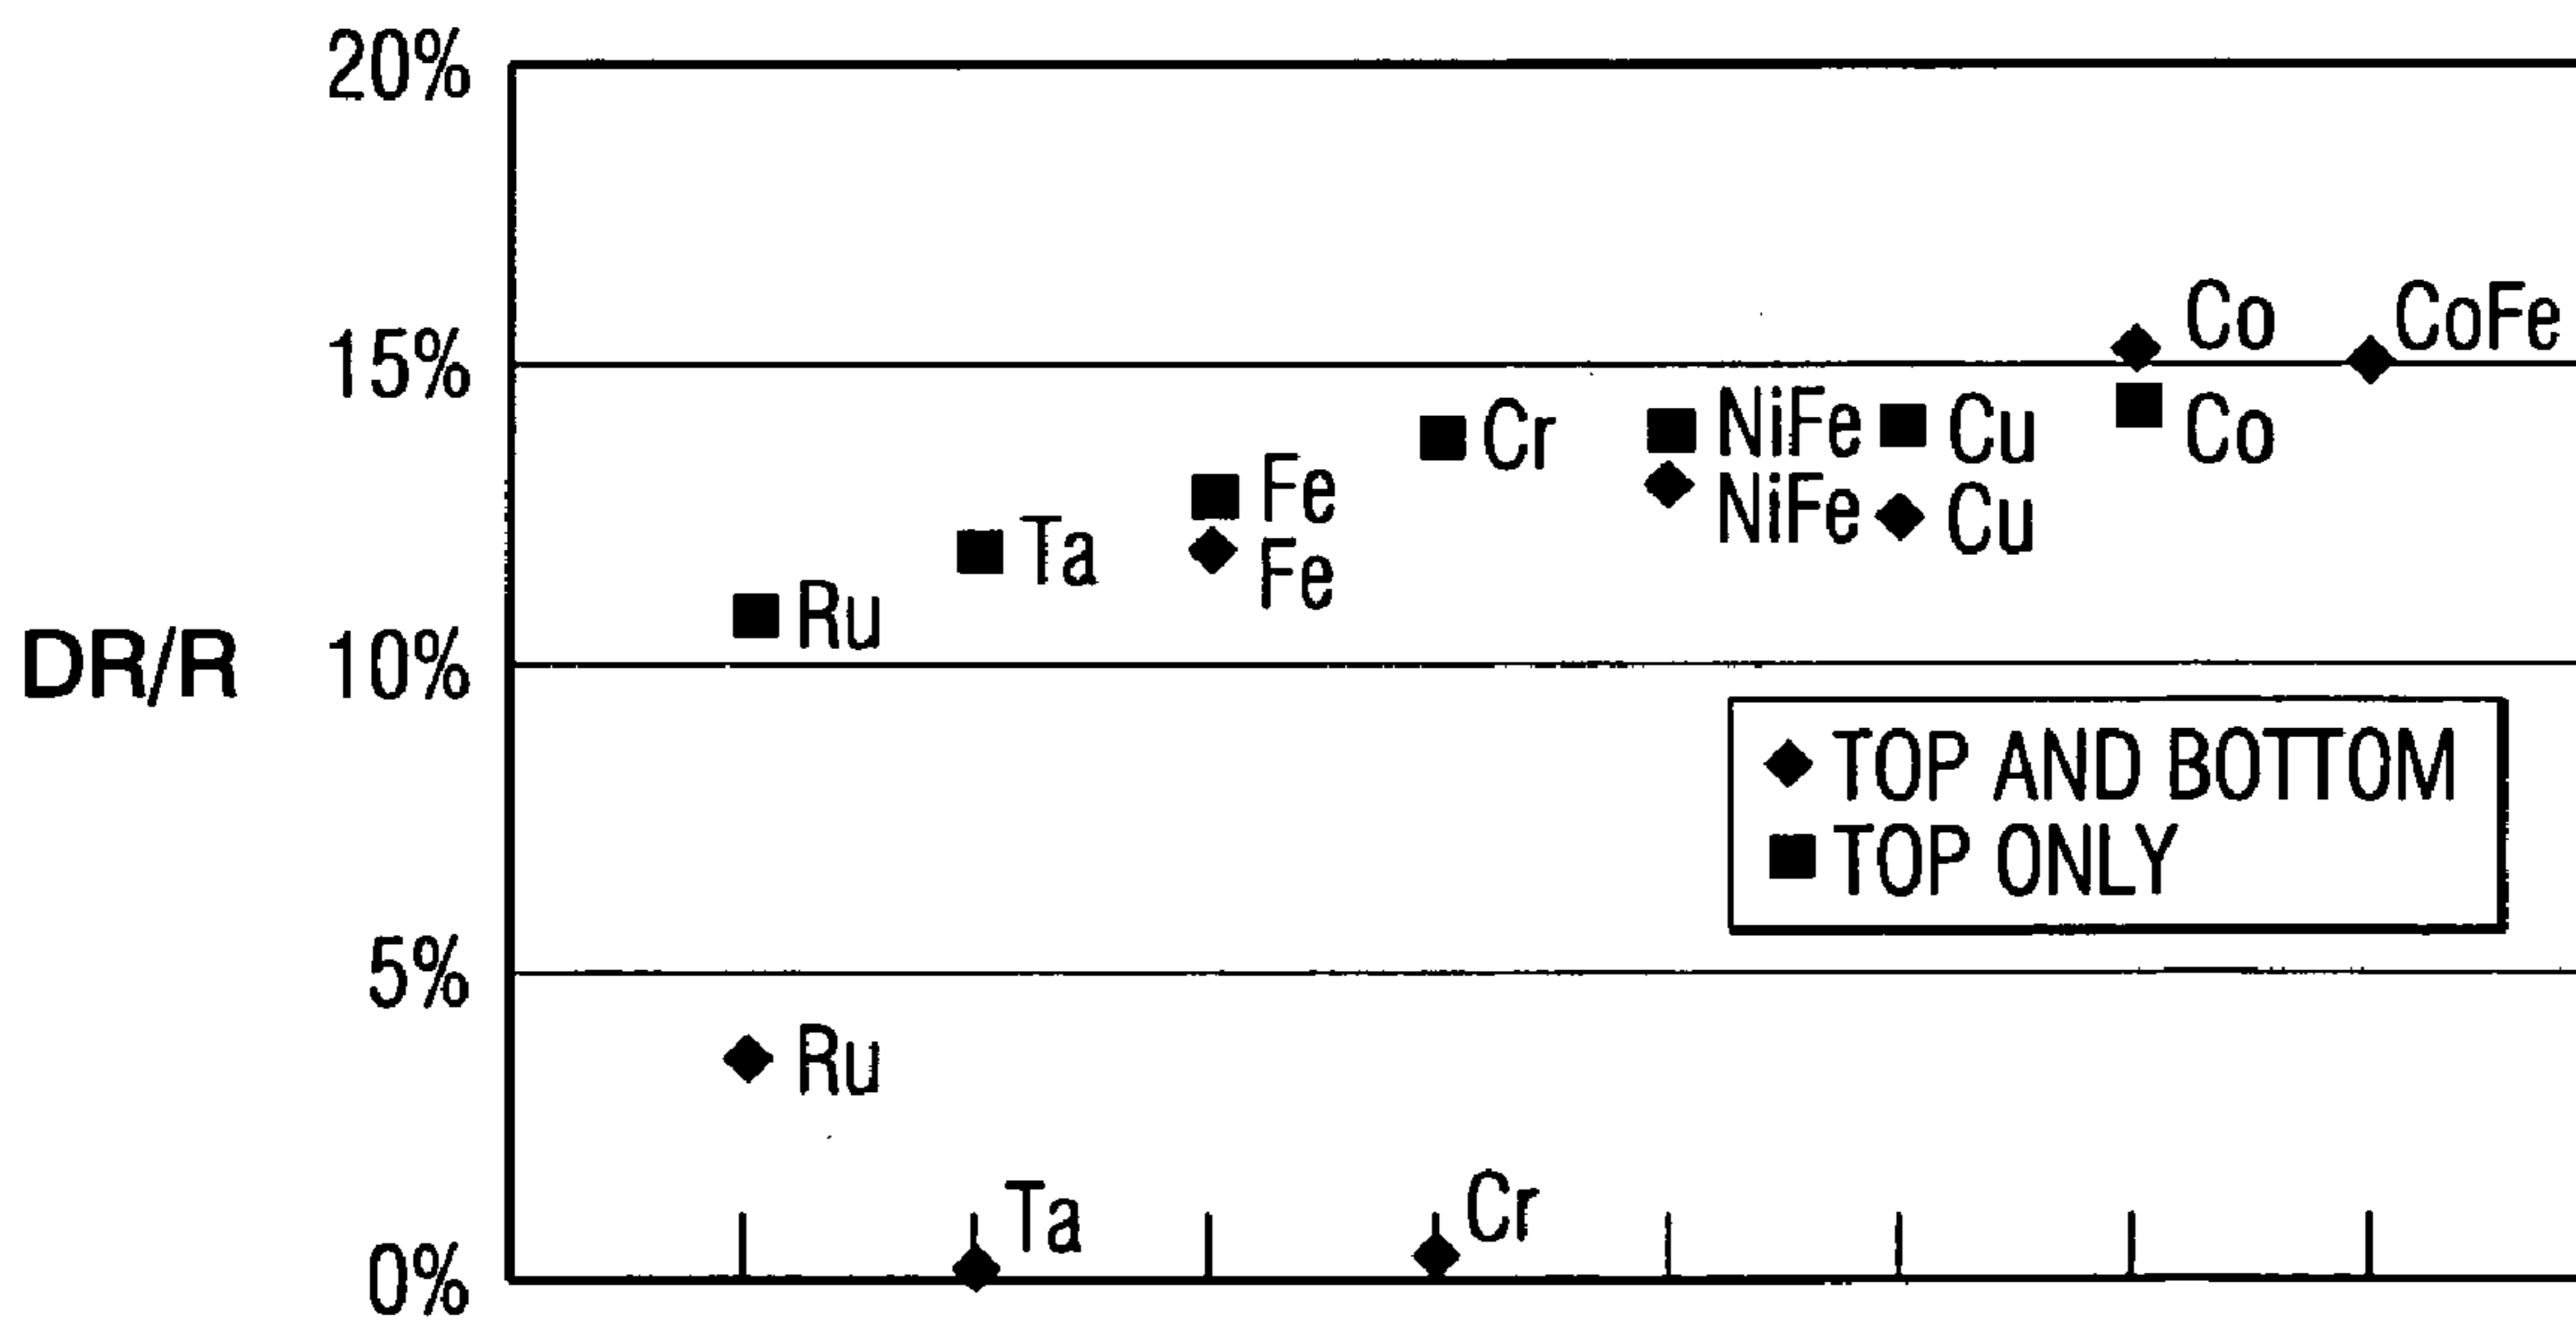 20%
Co CoFe
15%
Cr NiFe Cu Co
Fe
NiFe Cu
Ta
Fe
Ru
DR/R 10%
TOP AND BOTTOM
TOP ONLY
5%
Ru
Ta Cr
0%